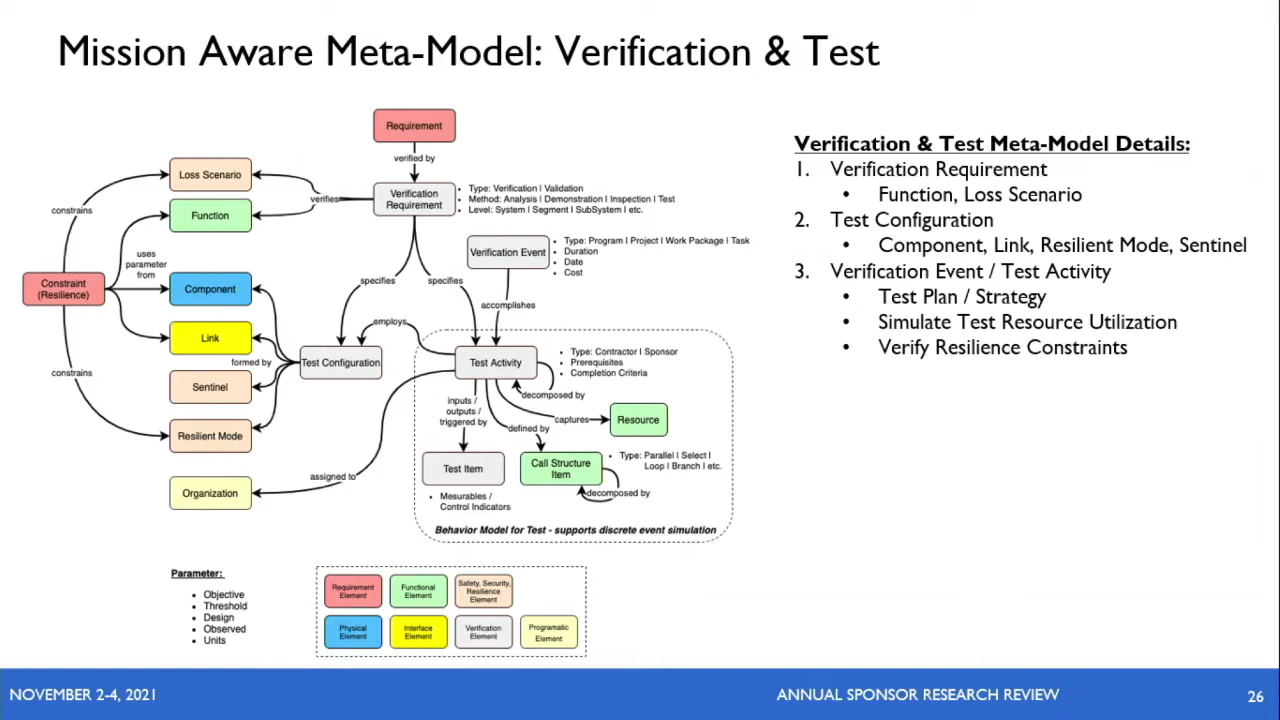 Mission Aware Meta-Model: Verification & Test
Requirement
verified by
Loss Scenario
verifies
Verification
Requirement
• Type: Verification | Validation
• Method: Analysis | Demonstration | Inspection | Test
• Level: System | Segment | SubSystem | etc.
constrains
Function
Verification Event
• Type: Program | Project | Work Package | Task
• Duration
• Date
• Cost
uses
parameter
from
Constraint
(Resilience)
Component
specifies
specifies
accomplishes
employs
Link
formed by
Test Configuration
Test Activity
• Type: Contractor | Sponsor
• Prerequisites
• Completion Criteria
constrains
Sentinel
decomposed by
inputs /
outputs /
triggered by
captures
Resource
defined by
Resilient Mode
Test Item
Call Structure
Item
• Type: Parallel | Select |
Loop | Branch | etc.
assigned to
Organization
decomposed by
• Mesurables /
Control Indicators
Behavior Model for Test - supports discrete event simulation
Parameter:
• Objective
• Threshold
• Design
• Observed
• Units
Requirement
Element
Functional
Element
Safety, Security,
Resilience
Element
Physical
Element
Interface
Element
Verification
Element
Programatic
Element
Verification & Test Meta-Model Details:
1. Verification Requirement
• Function, Loss Scenario
2. Test Configuration
• Component, Link, Resilient Mode, Sentinel
3. Verification Event / Test Activity
• Test Plan / Strategy
• Simulate Test Resource Utilization
• Verify Resilience Constraints
NOVEMBER 2-4, 2021
ANNUAL SPONSOR RESEARCH REVIEW
26